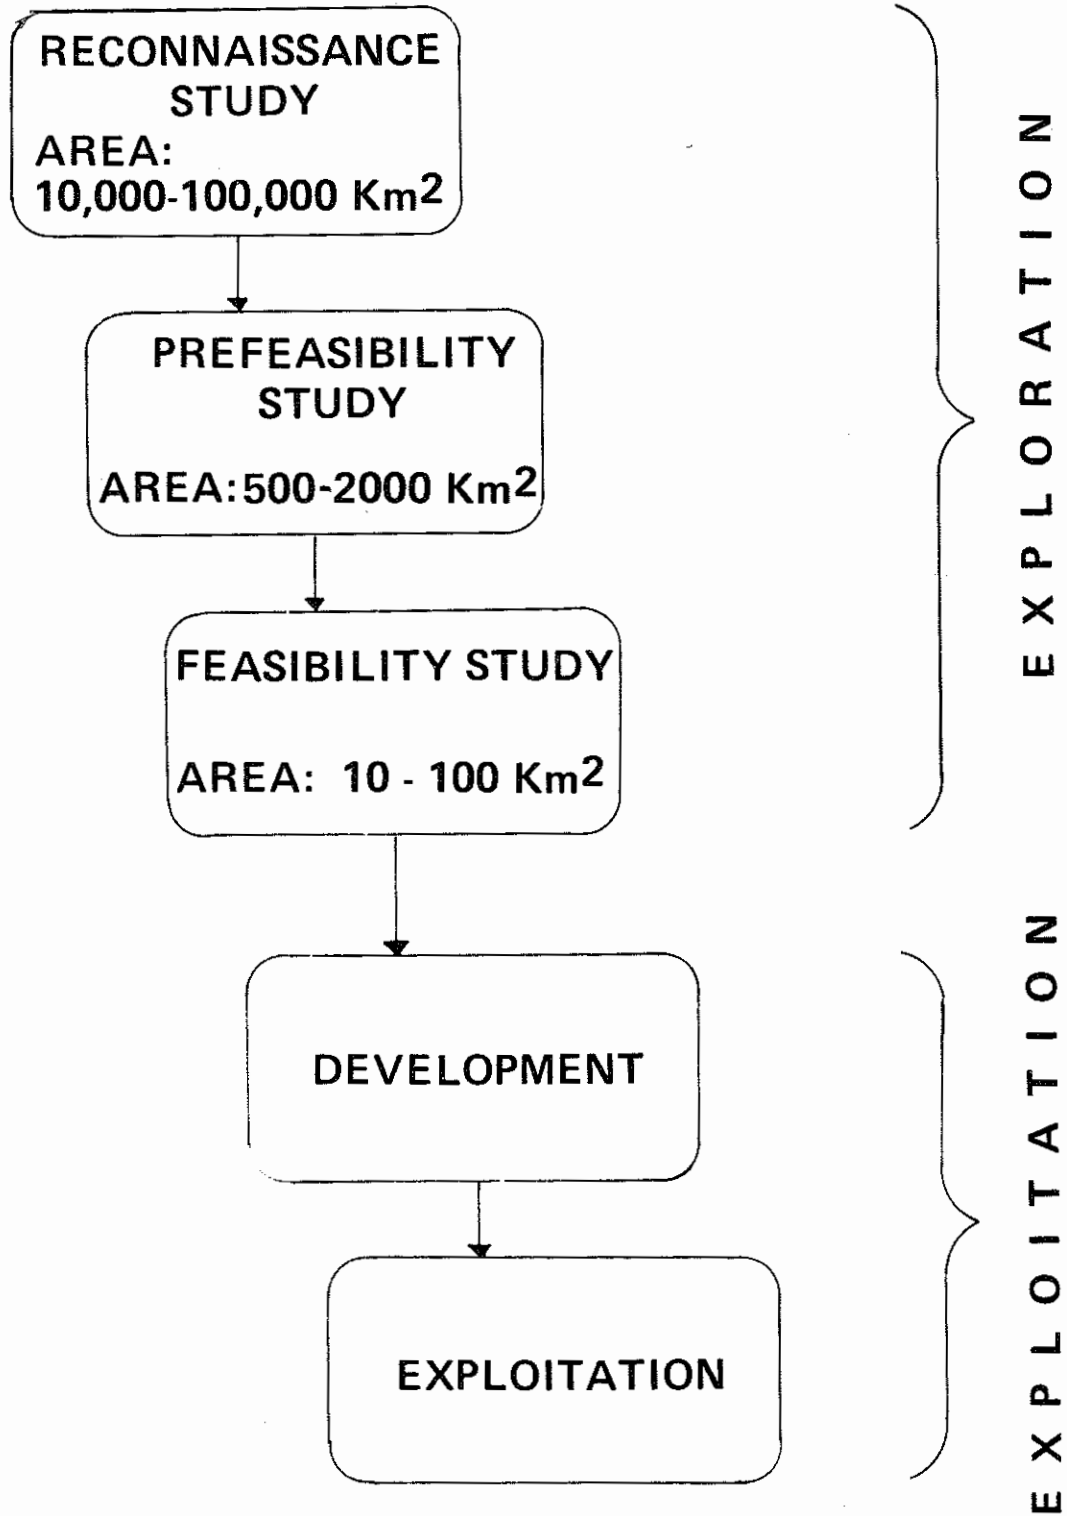 RECONNAISSANCE
STUDY
AREA:
10,000-100,000 Km2
PREFEASIBILITY
STUDY
AREA:500-2000 Km2
FEASIBILITY STUDY
AREA: 10 - 100 Km2
DEVELOPMENT
EXPLOITATION
EXPLORATION
EXPLOITATION